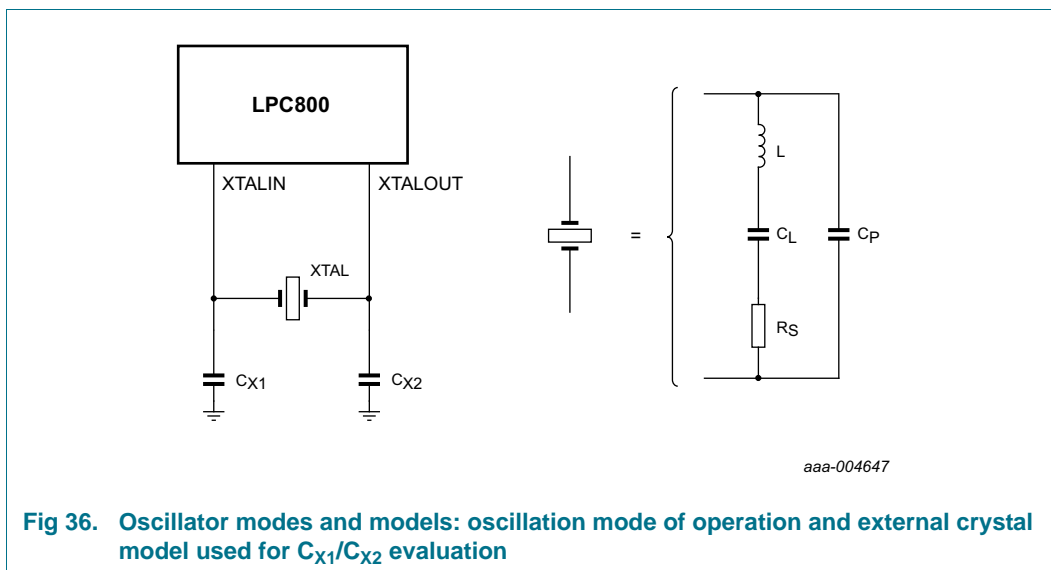 LPC800
XTALIN
XTALOUT
XTAL
CX1
CX2
=
L
CL
CP
RS
aaa-004647
Fig 36. Oscillator modes and models: oscillation mode of operation and external crystal
model used for CX1/CX2 evaluation